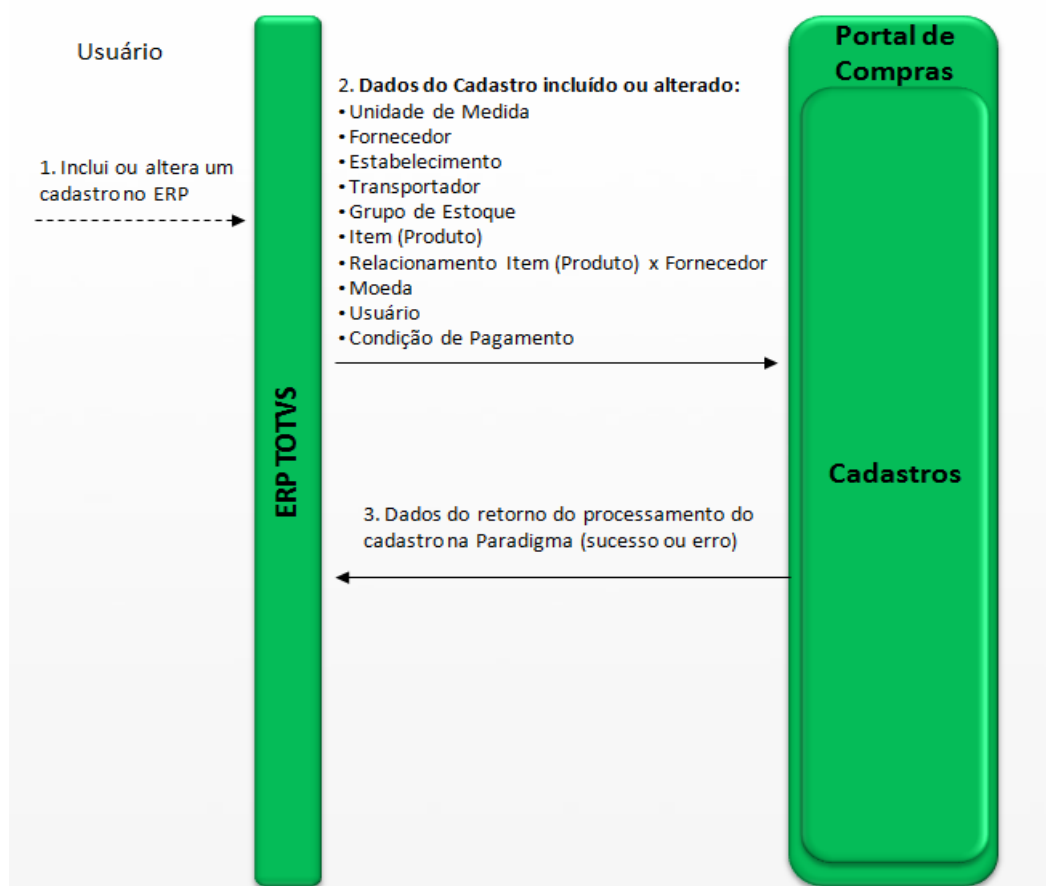 Usuário
1. Inclui ou altera um
cadastro no ERP
ERP TOTVS
2. Dados do Cadastro incluído ou alterado:
• Unidade de Medida
• Fornecedor
• Estabelecimento
• Transportador
• Grupo de Estoque
• Item (Produto)
• Relacionamento Item (Produto) x Fornecedor
• Moeda
• Usuário
• Condição de Pagamento
3. Dados do retorno do processamento do
cadastro na Paradigma (sucesso ou erro)
Portal de
Compras
Cadastros